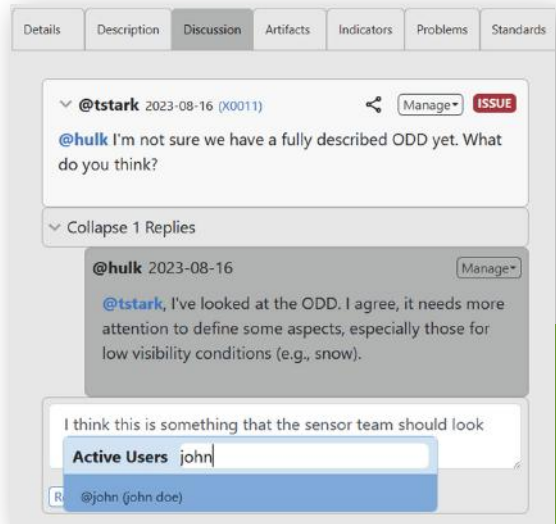 Details Description Discussion Artifacts Indicators Problems Standards
@tstark 2023-08-16 (X0011) Manage ISSUE
@hulk I'm not sure we have a fully described ODD yet. What
do you think?
Collapse 1 Replies
@hulk 2023-08-16 Manage
@tstark, I've looked at the ODD. I agree, it needs more
attention to define some aspects, especially those for
low visibility conditions (e.g., snow).
I think this is something that the sensor team should look
Active Users john
@john (john doe)